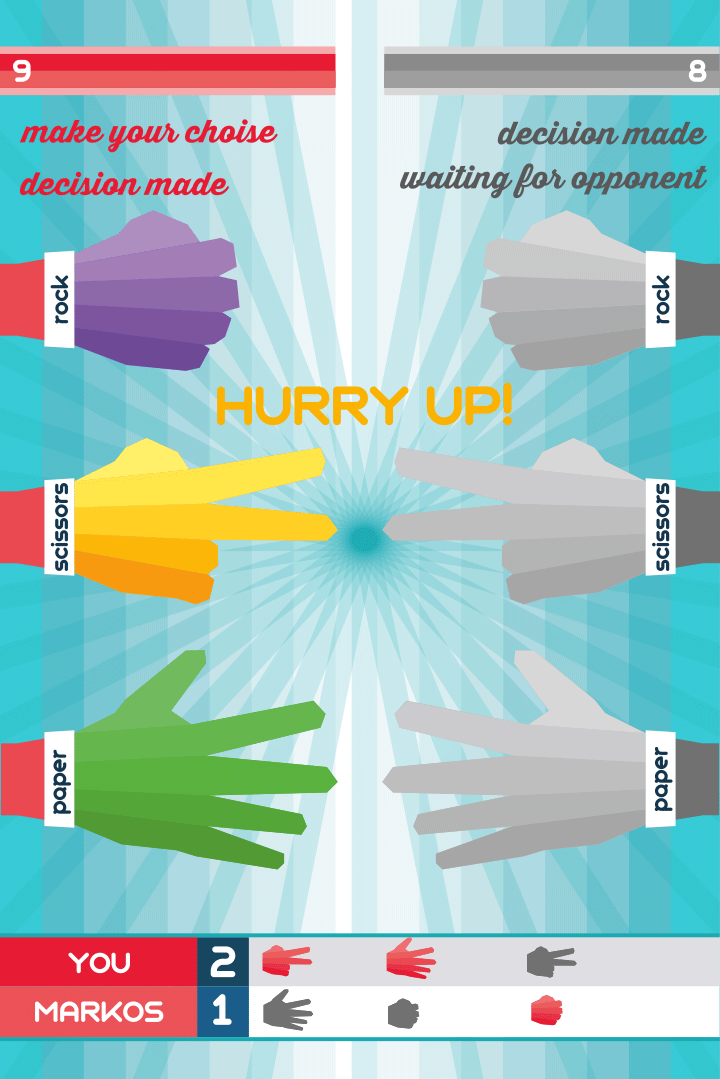 9
8
make your choise
decision made
decision made
waiting for opponent
rock
rock
HURRY UP!
scissors
scissors
paper
paper
YOU 2
MARKOS 1